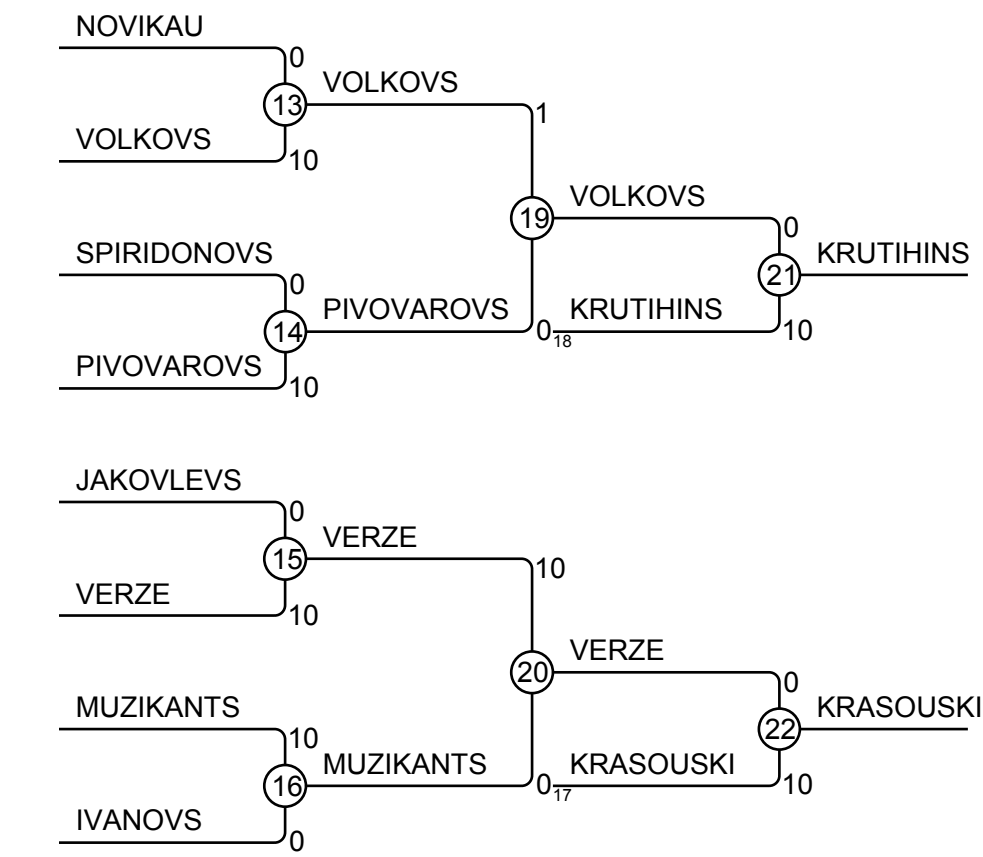 NOVIKAU
0
13
VOLKOVS
1
VOLKOVS
10
19
VOLKOVS
0
SPIRIDONOVS
0
21
KRUTIHINS
14
PIVOVAROVS
0
18
KRUTIHINS
10
PIVOVAROVS
10
JAKOVLEVS
0
15
VERZE
10
VERZE
10
20
VERZE
0
MUZIKANTS
10
22
KRASOUSKI
16
MUZIKANTS
0
17
KRASOUSKI
10
IVANOVS
0